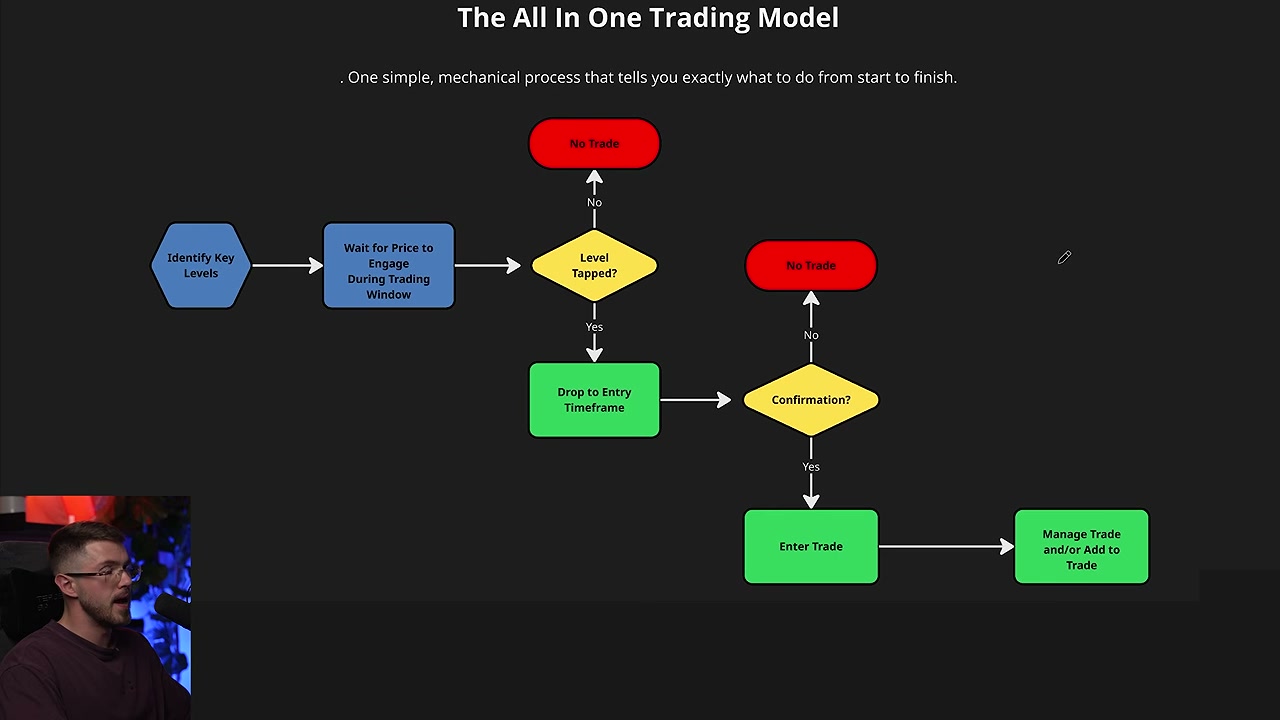 The All In One Trading Model
. One simple, mechanical process that tells you exactly what to do from start to finish.
No Trade
No
Identify Key
Levels
Wait for Price to
Engage
During Trading
Window
Level
Tapped?
No Trade
Yes
No
Drop to Entry
Timeframe
Confirmation?
Yes
Enter Trade
Manage Trade
and/or Add to
Trade